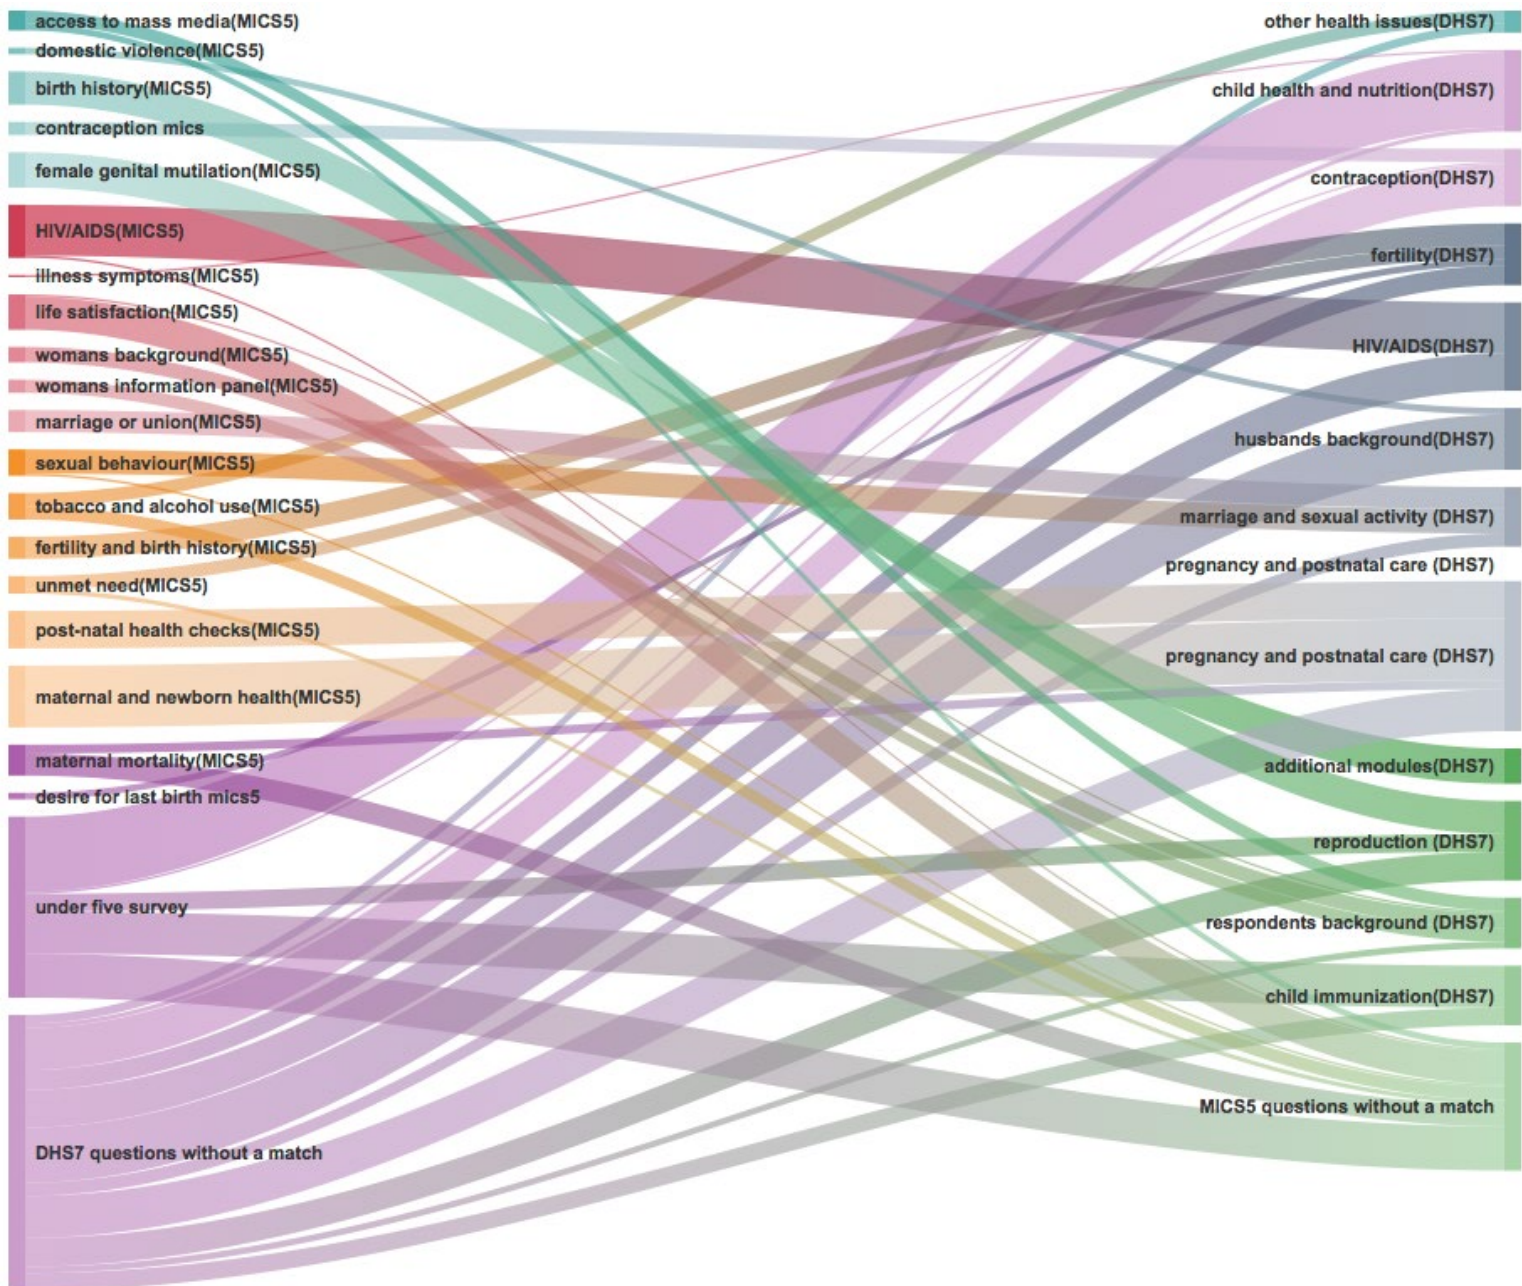 access to mass media(MICS5)
domestic violence(MICS5)
birth history(MICS5)
contraception mics
female genital mutilation(MICS5)
HIV/AIDS(MICS5)
illness symptoms(MICS5)
life satisfaction(MICS5)
womans background(MICS5)
womans information panel(MICS5)
marriage or union(MICS5)
sexual behaviour(MICS5)
tobacco and alcohol use(MICS5)
fertility and birth history(MICS5)
unmet need(MICS5)
post-natal health checks(MICS5)
maternal and newborn health(MICS5)
maternal mortality(MICS5)
desire for last birth mics5
under five survey
DHS7 questions without a match
other health issues(DHS7)
child health and nutrition(DHS7)
contraception(DHS7)
fertility(DHS7)
HIV/AIDS(DHS7)
husbands background(DHS7)
marriage and sexual activity (DHS7)
pregnancy and postnatal care (DHS7)
pregnancy and postnatal care (DHS7)
additional modules(DHS7)
reproduction (DHS7)
respondents background (DHS7)
child immunization(DHS7)
MICS5 questions without a match